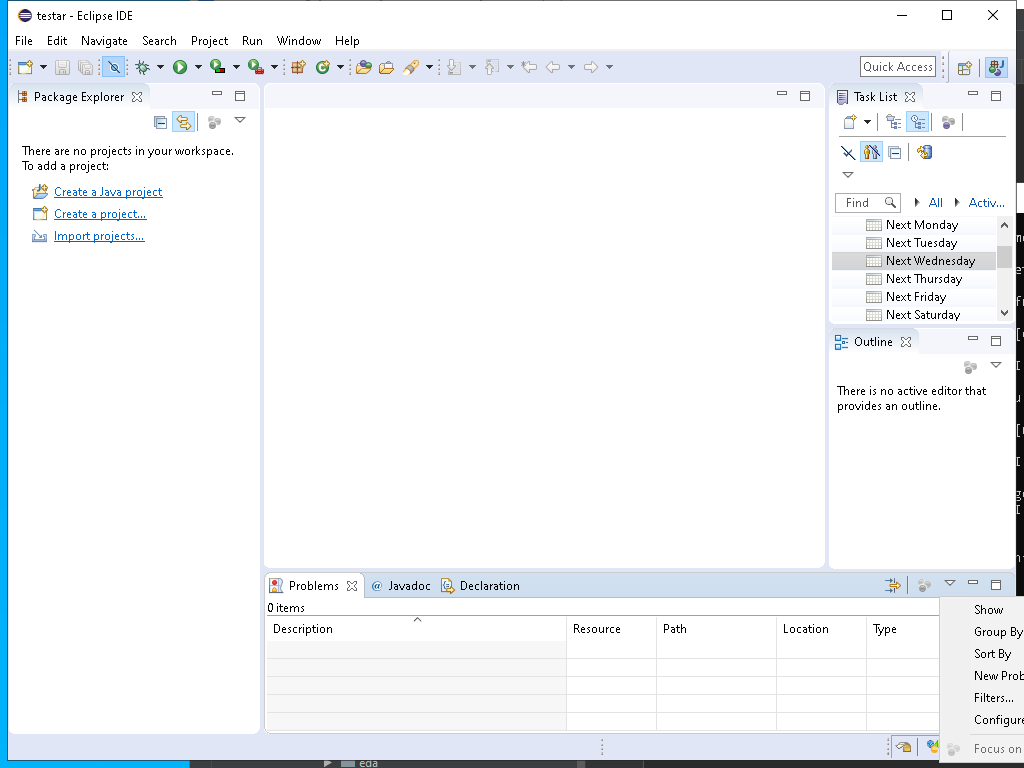 testar - Eclipse IDE
File Edit Navigate Search Project Run Window Help
Quick Access
Package Explorer
There are no projects in your workspace.
To add a project:
Create a Java project
Create a project...
Import projects...
Task List
Find All Activ...
Next Monday
Next Tuesday
Next Wednesday
Next Thursday
Next Friday
Next Saturday
Outline
There is no active editor that
provides an outline.
Problems @ Javadoc Declaration
0 items
Description Resource Path Location Type
Show
Group By
Sort By
New Prob
Filters...
Configure
Focus on
eda